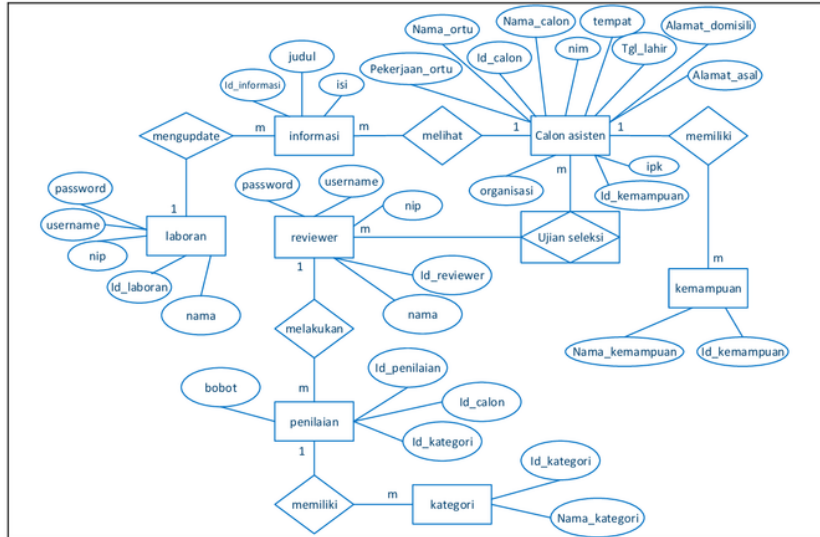 Nama_ortu
Nama_calon
tempat
Alamat_domisili
judul
Id_calon
nim
Tgl_lahir
Id_informasi
isi
Pekerjaan_ortu
Alamat_asal
mengupdate
m
informasi
m
melihat
1
Calon asisten
1
memiliki
password
username
organisasi
m
ipk
Id_kemampuan
password
1
nip
username
laboran
reviewer
m
Ujian seleksi
nip
1
m
Id_laboran
Id_reviewer
kemampuan
nama
nama
melakukan
Nama_kemampuan
Id_kemampuan
Id_penilaian
bobot
m
Id_calon
penilaian
Id_kategori
1
Id_kategori
memiliki
m
kategori
Nama_kategori